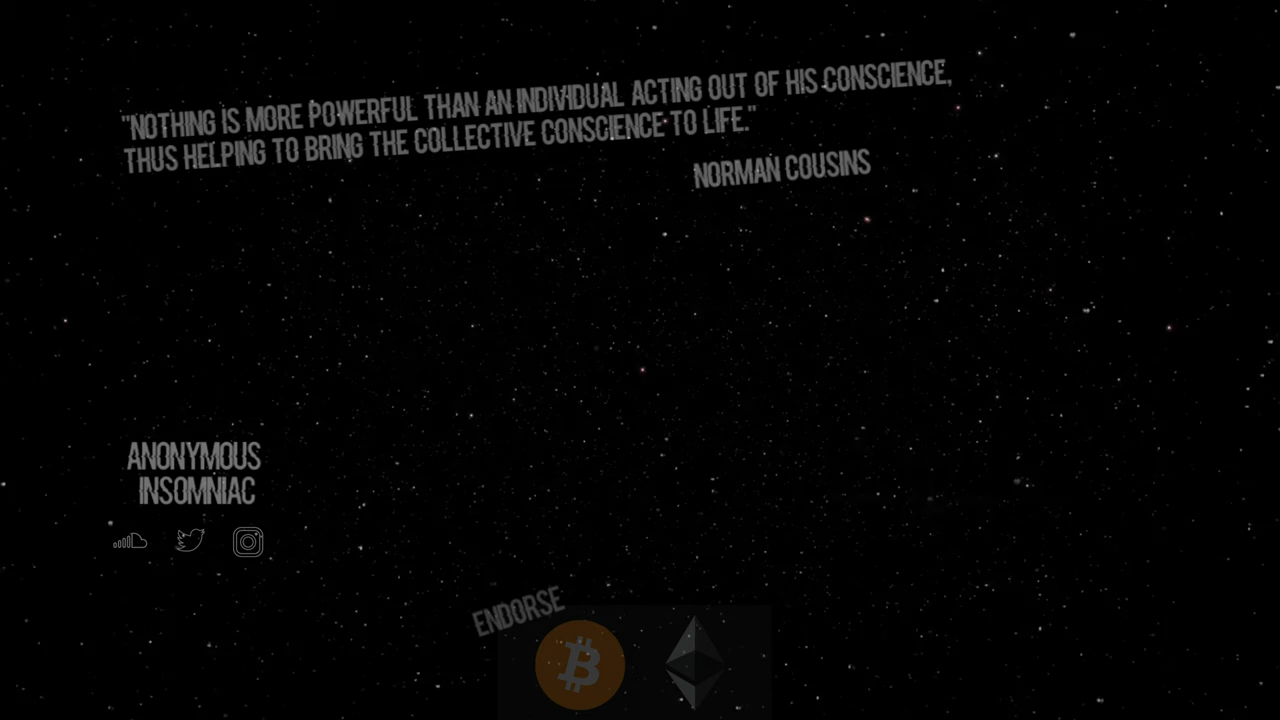 "NOTHING IS MORE POWERFUL THAN AN INDIVIDUAL ACTING OUT OF HIS CONSCIENCE,
THUS HELPING TO BRING THE COLLECTIVE CONSCIENCE TO LIFE."
NORMAN COUSINS
ANONYMOUS
INSOMNIAC
ENDORSE